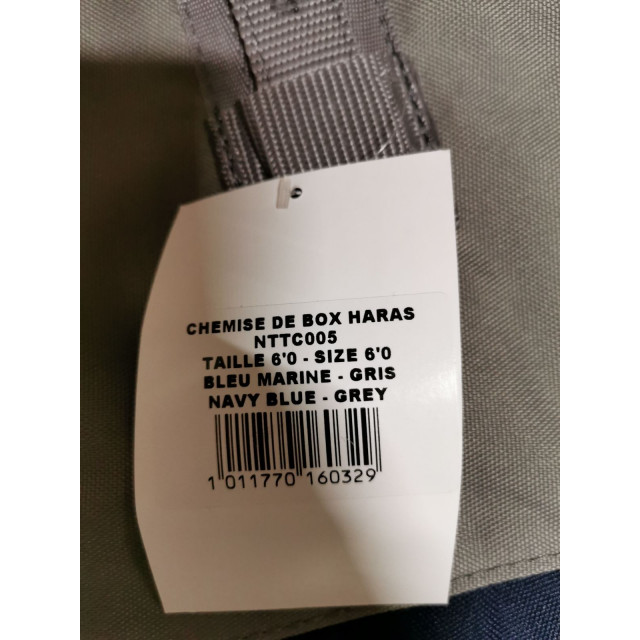 CHEMISE DE BOX HARAS
NTTC005
TAILLE 6'0 - SIZE 6'0
BLEU MARINE - GRIS
NAVY BLUE - GREY
1 011770 160329